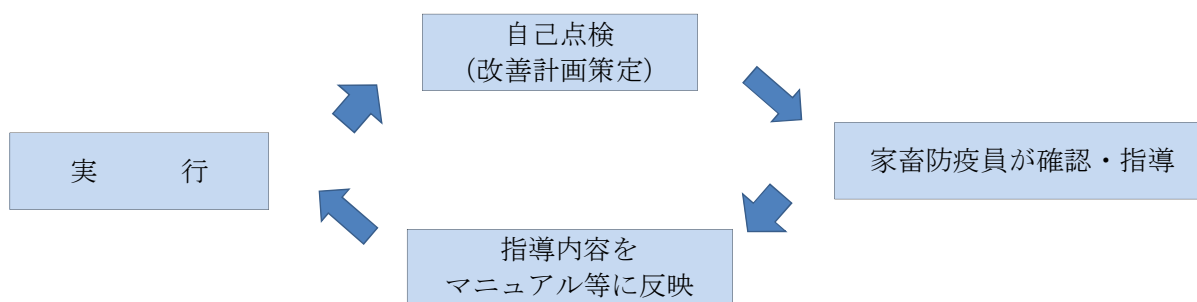 自己点検
(改善計画策定)
実　　　行
家畜防疫員が確認・指導
指導内容を
マニュアル等に反映